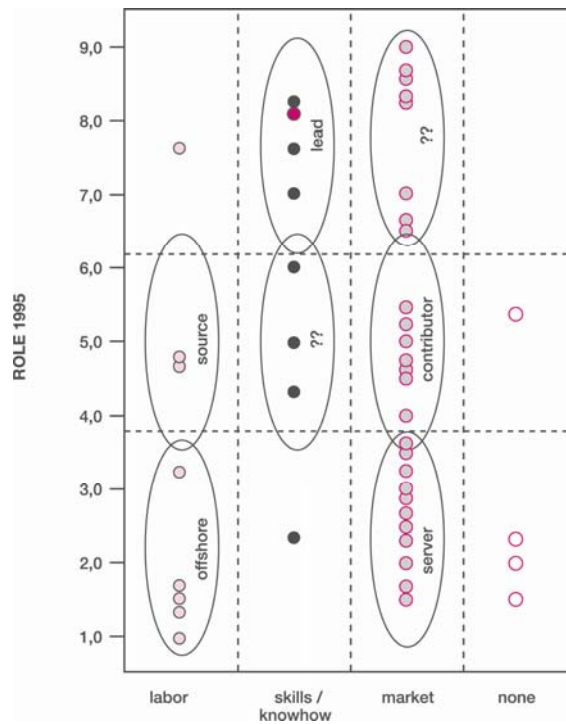 ROLE 1995
9,0
8,0
7,0
6,0
5,0
4,0
3,0
2,0
1,0
lead
??
source
??
contributor
offshore
server
labor
skills /
knowhow
market
none